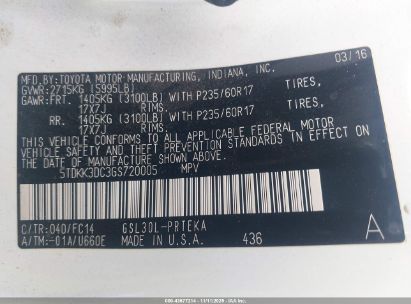 MFD.BY:TOYOTA MOTOR MANUFACTURING, INDIANA, INC. 03/16
GVWR:2715KG (5995LB)
GAWR:FRT. 1405KG (3100LB) WITH P235/60R17 TIRES,
17X7J RIMS.
RR. 1405KG (3100LB) WITH P235/60R17 TIRES,
17X7J RIMS.
THIS VEHICLE CONFORMS TO ALL APPLICABLE FEDERAL MOTOR
VEHICLE SAFETY AND THEFT PREVENTION STANDARDS IN EFFECT
ON THE DATE OF MANUFACTURE SHOWN ABOVE.
5TDKK3DC3GS720005 MPV
C/TR:040/FC14 GSL30L-PRTEKA A
A/TM:-01A/U660E MADE IN U.S.A. 436